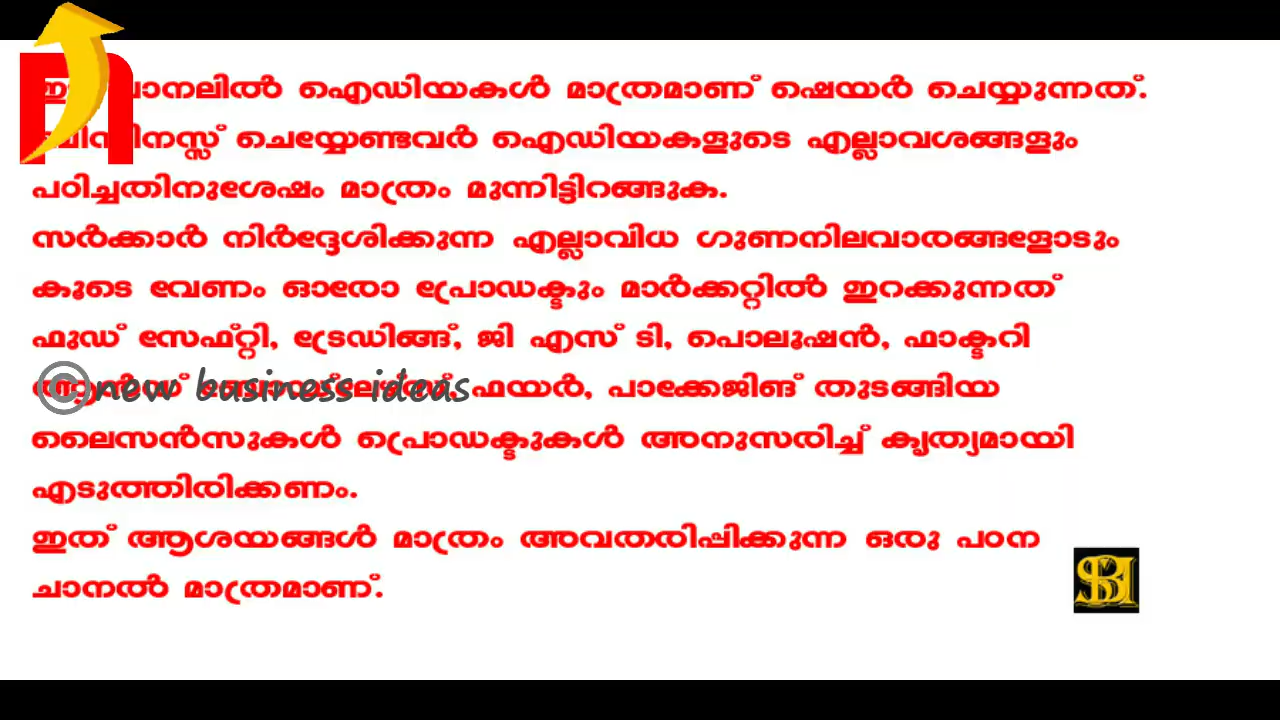 ചാനലിൽ ഐഡിയകൾ മാത്രമാണ് ഷെയർ ചെയ്യുന്നത്.
ചെയ്യേണ്ടവർ ഐഡിയകളുടെ എല്ലാവശങ്ങളും
പഠിച്ചതിനുശേഷം മാത്രം മുന്നിട്ടിറങ്ങുക.
സർക്കാർ നിർദ്ദേശിക്കുന്ന എല്ലാവിധ ഗുണനിലവാരങ്ങളോടും
കൂടെ വേണം ഓരോ പ്രോഡക്ടും മാർക്കറ്റിൽ ഇറക്കുന്നത്
ഫുഡ് സേഫ്റ്റി, ട്രേഡിങ്ങ്, ജി എസ് ടി, പൊലൂഷൻ, ഫാക്ടറി
©new business ideas
ഫയർ, പാക്കേജിങ് തുടങ്ങിയ
ലൈസൻസുകൾ പ്രൊഡക്ടുകൾ അനുസരിച്ച് കൃത്യമായി
എടുത്തിരിക്കണം.
ഇത് ആശയങ്ങൾ മാത്രം അവതരിപ്പിക്കുന്ന ഒരു പഠന
ചാനൽ മാത്രമാണ്.